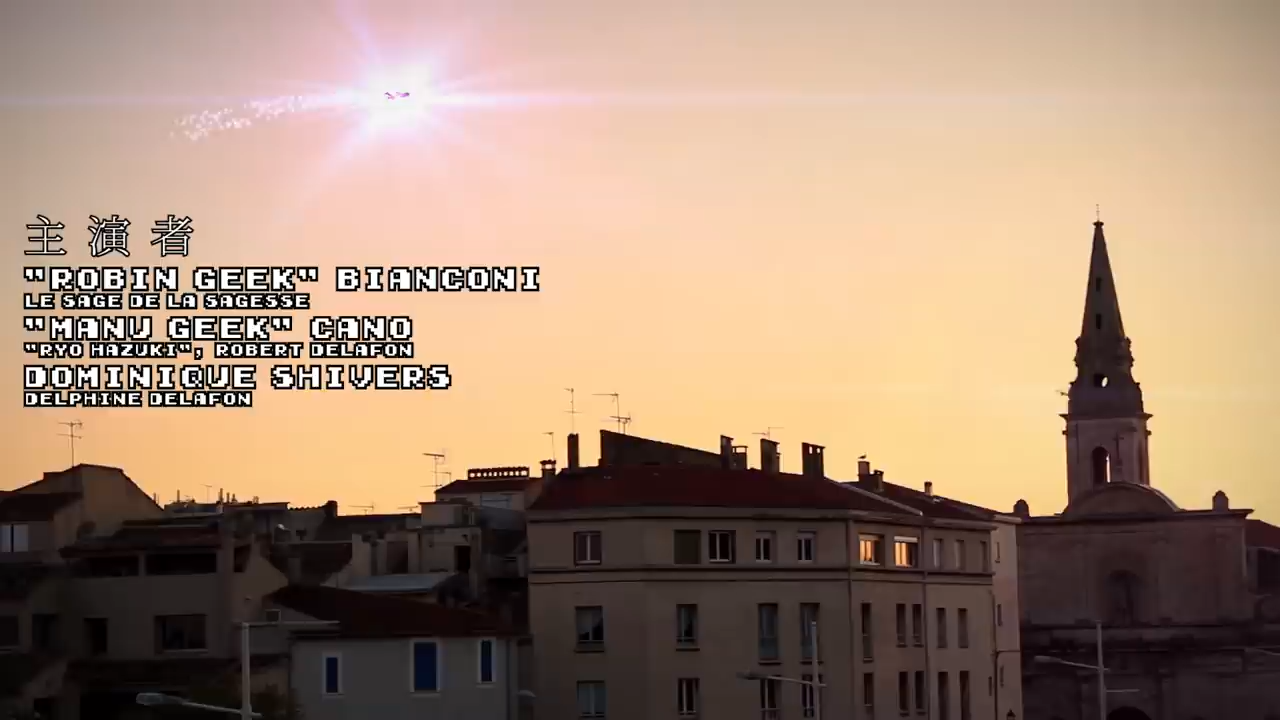 主演者
"ROBIN GEEK" BIANCONI
LE SAGE DE LA SAGESSE
"MANU GEEK" CANO
"RYO HAZUKI", ROBERT DELAFON
DOMINIQUE SHIVERS
DELPHINE DELAFON